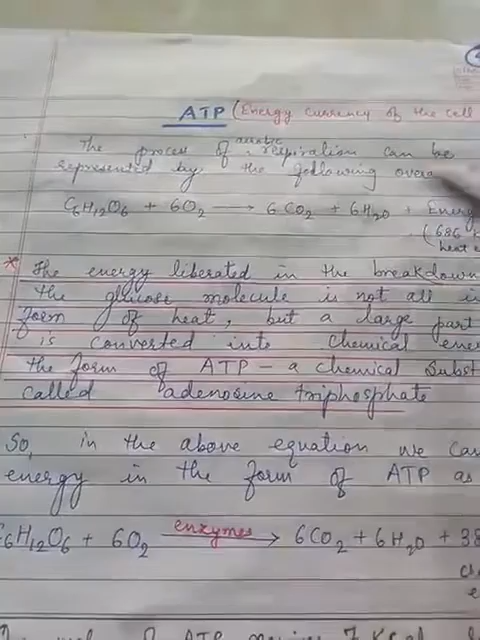 ATP (Energy currency of the cell
The process of aerobic respiration can be
represented by the following
C₆H₁₂O₆ + 6O₂ → 6CO₂ + 6H₂O + Energ
(686
heat e
* The energy liberated in the breakdown
the glucose molecule is not all i
form of heat, but a large part
is converted into chemical ene
the form of ATP – a chemical subst
called adenosine triphosphate
So, in the above equation we can
energy in the form of ATP as
C₆H₁₂O₆ + 6O₂ enzymes → 6CO₂ + 6H₂O + 38